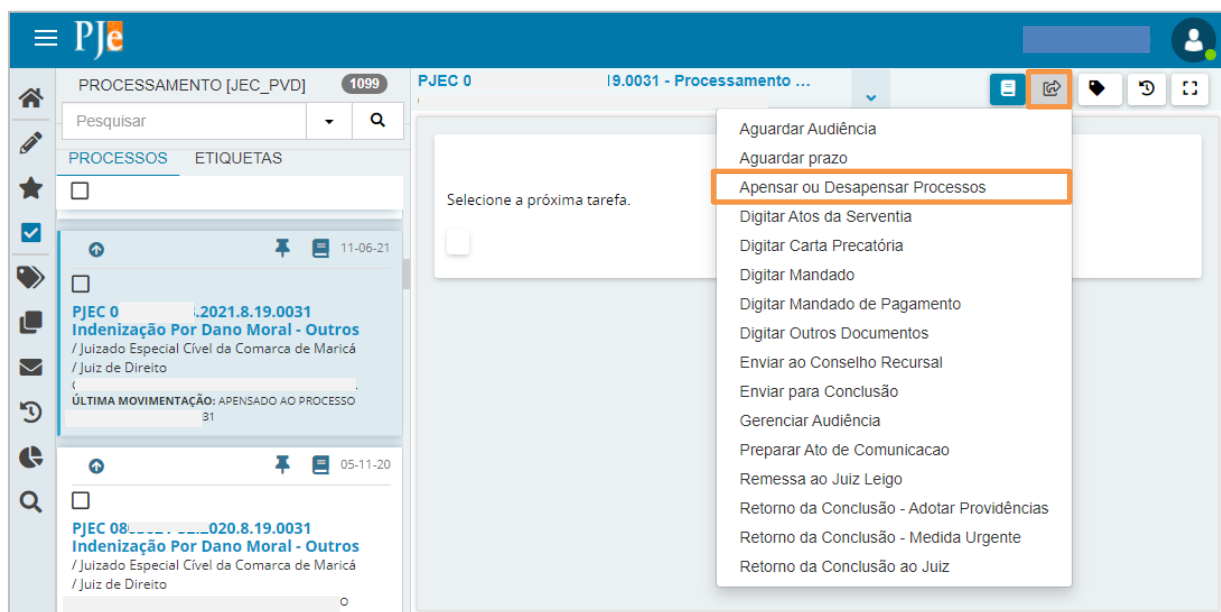 PJe
PROCESSAMENTO [JEC_PVD] 1099
Pesquisar
PROCESSOS ETIQUETAS
11-06-21
PJEC 0 .2021.8.19.0031
Indenização Por Dano Moral - Outros
/ Juizado Especial Cível da Comarca de Maricá
/ Juiz de Direito
ÚLTIMA MOVIMENTAÇÃO: APENSADO AO PROCESSO
31
05-11-20
PJEC 08 020.8.19.0031
Indenização Por Dano Moral - Outros
/ Juizado Especial Cível da Comarca de Maricá
/ Juiz de Direito
O
PJEC 0 19.0031 - Processamento ...
Selecione a próxima tarefa.
Aguardar Audiência
Aguardar prazo
Apensar ou Desapensar Processos
Digitar Atos da Serventia
Digitar Carta Precatória
Digitar Mandado
Digitar Mandado de Pagamento
Digitar Outros Documentos
Enviar ao Conselho Recursal
Enviar para Conclusão
Gerenciar Audiência
Preparar Ato de Comunicacao
Remessa ao Juiz Leigo
Retorno da Conclusão - Adotar Providências
Retorno da Conclusão - Medida Urgente
Retorno da Conclusão ao Juiz